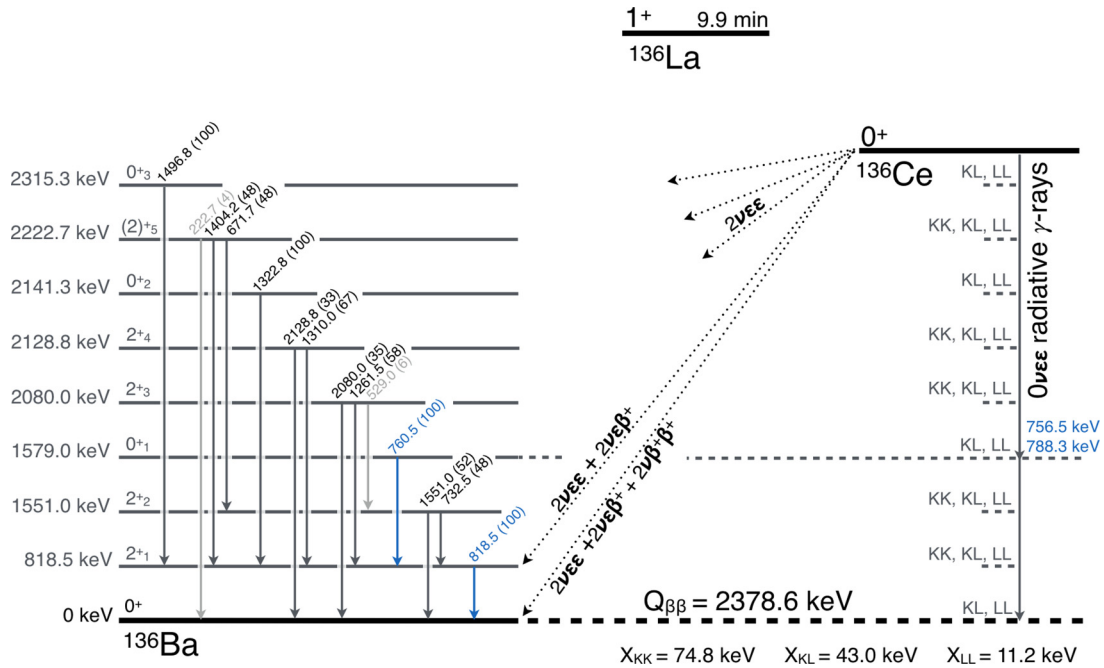 1⁺ 9.9 min
¹³⁶La
0⁺
¹³⁶Ce
2315.3 keV 0⁺₃ 1496.8 (100)
2222.7 keV (2)⁺₅ 222.7 (4) 1404.2 (48) 671.7 (48)
2141.3 keV 0⁺₂ 1322.8 (100)
2128.8 keV 2⁺₄ 2128.8 (33) 1310.0 (67)
2080.0 keV 2⁺₃ 2080.0 (35) 1261.5 (58) 529.0 (6)
1579.0 keV 0⁺₁ 760.5 (100)
1551.0 keV 2⁺₂ 1551.0 (52) 732.5 (48)
818.5 keV 2⁺₁ 818.5 (100)
0 keV 0⁺
¹³⁶Ba
2νεε
2νεε + 2νεβ⁺
2νεε +2νεβ⁺ + 2νβ⁺β⁺
KL, LL
KK, KL, LL
KL, LL
KK, KL, LL
KK, KL, LL
KL, LL
KK, KL, LL
KK, KL, LL
KL, LL
0νεε radiative γ-rays
756.5 keV
788.3 keV
Qββ = 2378.6 keV
XKK = 74.8 keV XKL = 43.0 keV XLL = 11.2 keV